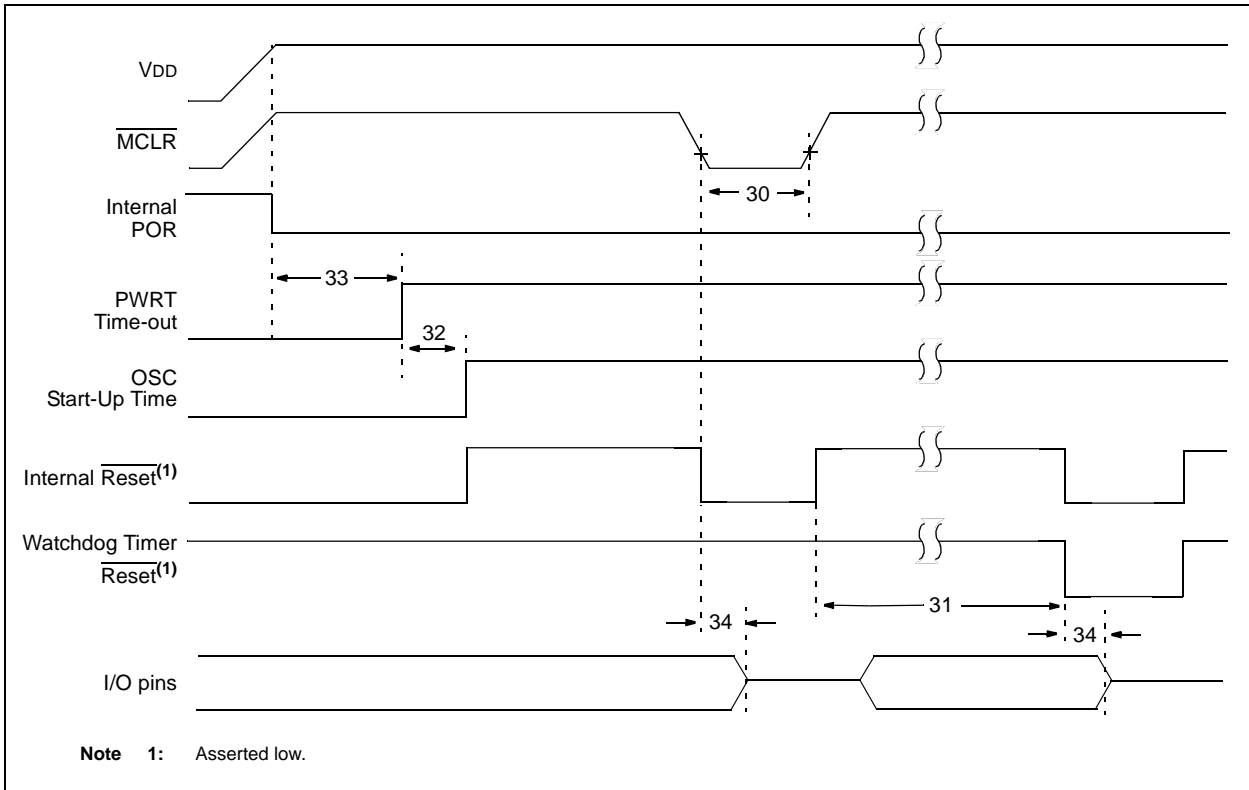 VDD
MCLR
30
Internal
POR
33
PWRT
Time-out
32
OSC
Start-Up Time
Internal Reset(1)
Watchdog Timer
Reset(1)
31
34
34
I/O pins
Note 1: Asserted low.